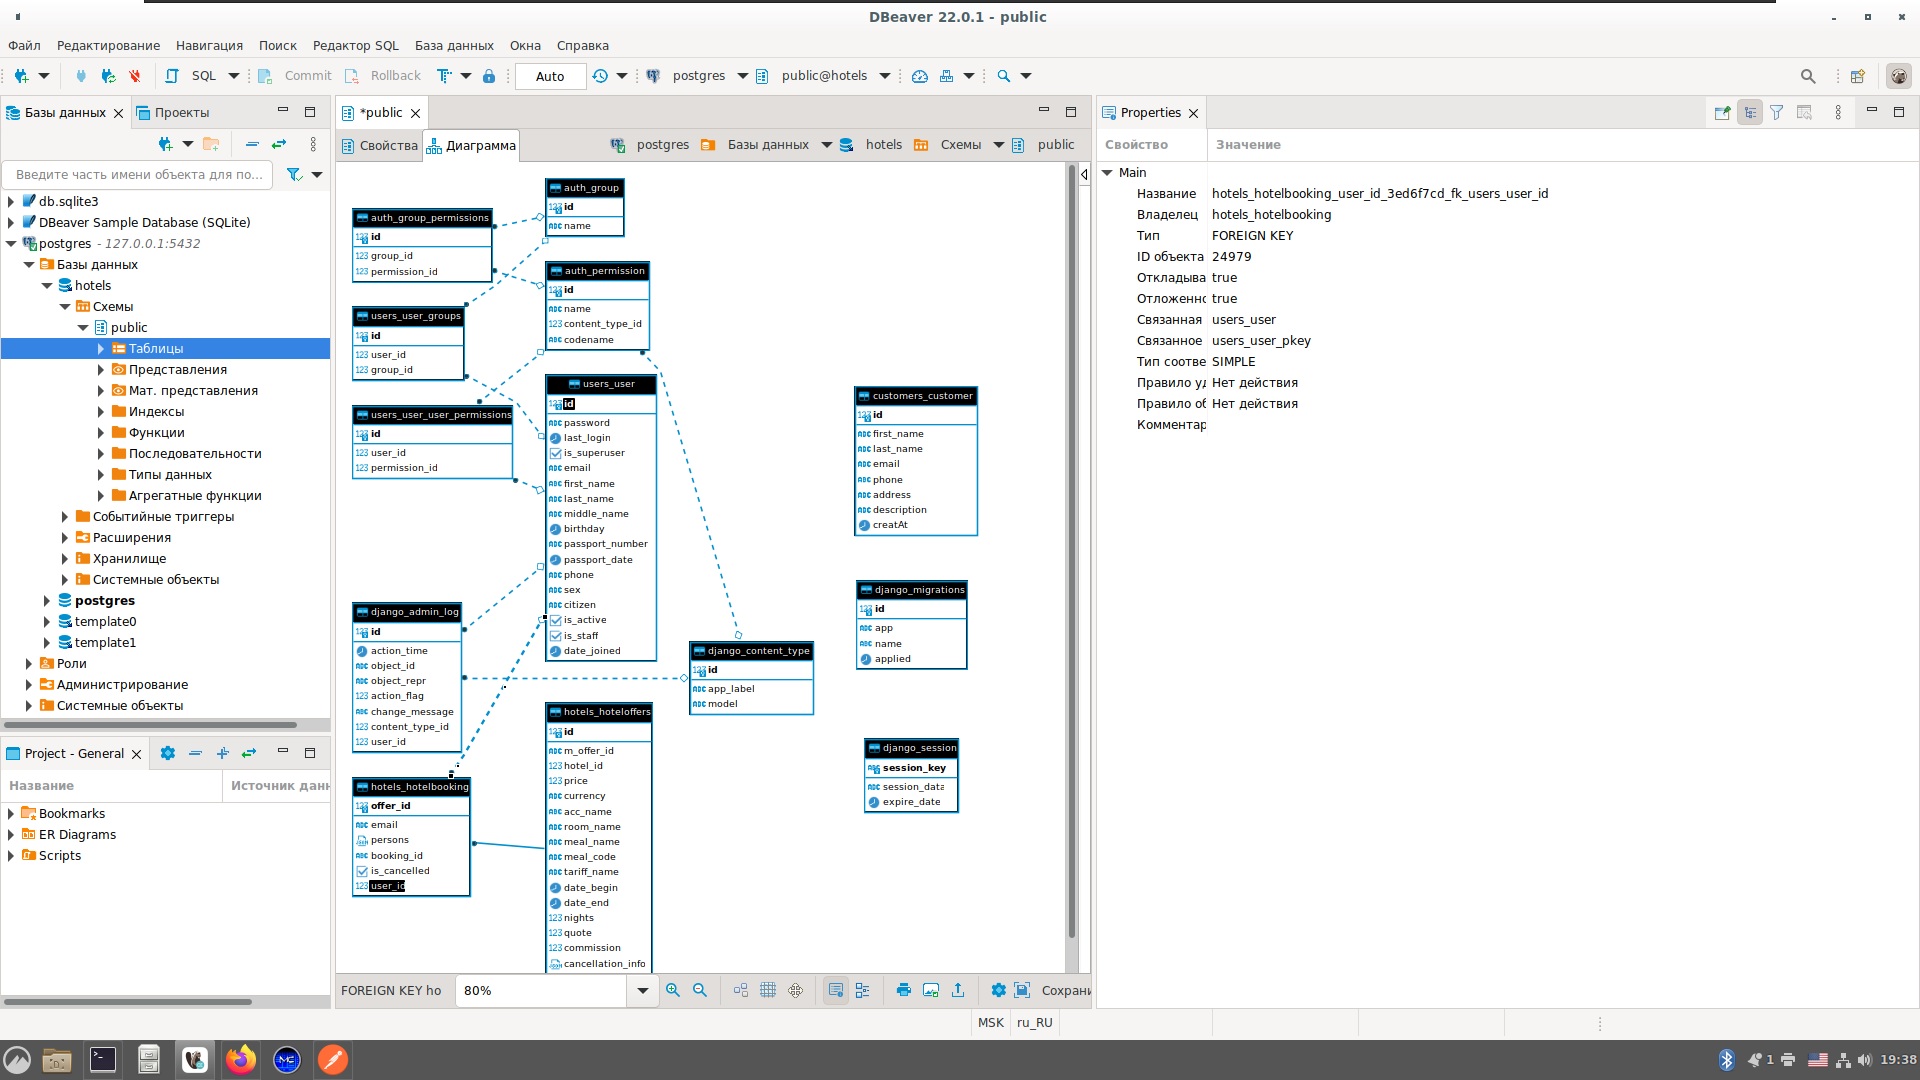 DBeaver 22.0.1 - public
Файл Редактирование Навигация Поиск Редактор SQL База данных Окна Справка
SQL Commit Rollback Auto postgres public@hotels
Базы данных Проекты
Введите часть имени объекта для по...
db.sqlite3
DBeaver Sample Database (SQLite)
postgres - 127.0.0.1:5432
Базы данных
hotels
Схемы
public
Таблицы
Представления
Мат. представления
Индексы
Функции
Последовательности
Типы данных
Агрегатные функции
Событийные триггеры
Расширения
Хранилище
Системные объекты
postgres
template0
template1
Роли
Администрирование
Системные объекты
Project - General
Название Источник дан
Bookmarks
ER Diagrams
Scripts
*public
Свойства Диаграмма postgres Базы данных hotels Схемы public
auth_group
id
name
auth_group_permissions
id
group_id
permission_id
auth_permission
id
name
content_type_id
codename
users_user_groups
id
user_id
group_id
users_user_user_permissions
id
user_id
permission_id
users_user
id
password
last_login
is_superuser
email
first_name
last_name
middle_name
birthday
passport_number
passport_date
phone
sex
citizen
is_active
is_staff
date_joined
customers_customer
id
first_name
last_name
email
phone
address
description
creatAt
django_migrations
id
app
name
applied
django_admin_log
id
action_time
object_id
object_repr
action_flag
change_message
content_type_id
user_id
django_content_type
id
app_label
model
hotels_hoteloffers
id
m_offer_id
hotel_id
price
currency
acc_name
room_name
meal_name
meal_code
tariff_name
date_begin
date_end
nights
quote
commission
cancellation_info
django_session
session_key
session_data
expire_date
hotels_hotelbooking
offer_id
email
persons
booking_id
is_cancelled
user_id
FOREIGN KEY ho 80% Сохрани
Properties
Свойство Значение
Main
Название hotels_hotelbooking_user_id_3ed6f7cd_fk_users_user_id
Владелец hotels_hotelbooking
Тип FOREIGN KEY
ID объекта 24979
Откладыва true
Отложенно true
Связанная users_user
Связанное users_user_pkey
Тип соотве SIMPLE
Правило уд Нет действия
Правило об Нет действия
Комментар
MSK ru_RU
1 19:38